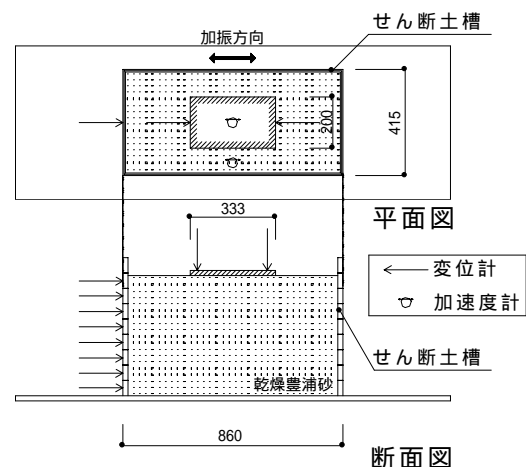 せん断土槽
加振方向
200
415
平面図
333
変位計
加速度計
せん断土槽
乾燥豊浦砂
860
断面図